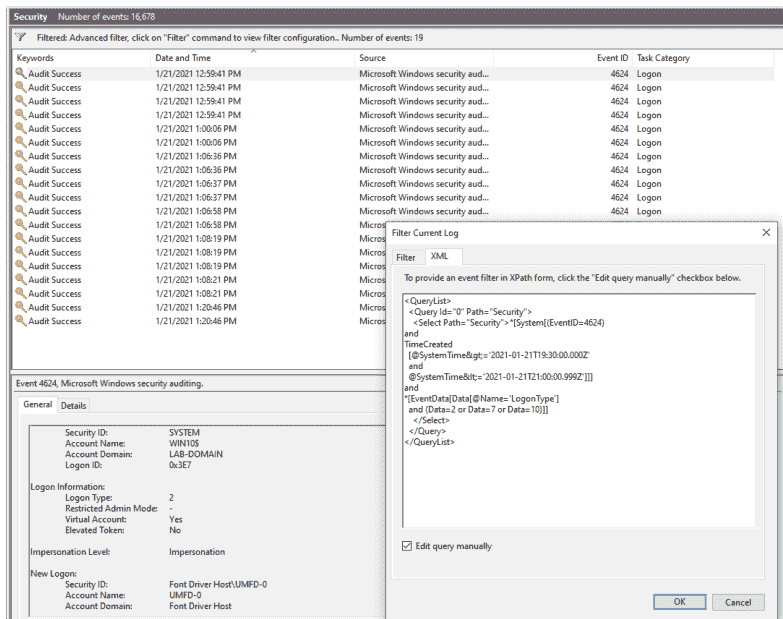 Security Number of events: 16,678
Filtered: Advanced filter, click on "Filter" command to view filter configuration.. Number of events: 19
Keywords Date and Time Source Event ID Task Category
Audit Success 1/21/2021 12:59:41 PM Microsoft Windows security aud... 4624 Logon
Audit Success 1/21/2021 12:59:41 PM Microsoft Windows security aud... 4624 Logon
Audit Success 1/21/2021 12:59:41 PM Microsoft Windows security aud... 4624 Logon
Audit Success 1/21/2021 12:59:41 PM Microsoft Windows security aud... 4624 Logon
Audit Success 1/21/2021 1:00:06 PM Microsoft Windows security aud... 4624 Logon
Audit Success 1/21/2021 1:00:06 PM Microsoft Windows security aud... 4624 Logon
Audit Success 1/21/2021 1:06:36 PM Microsoft Windows security aud... 4624 Logon
Audit Success 1/21/2021 1:06:36 PM Microsoft Windows security aud... 4624 Logon
Audit Success 1/21/2021 1:06:37 PM Microsoft Windows security aud... 4624 Logon
Audit Success 1/21/2021 1:06:37 PM Microsoft Windows security aud... 4624 Logon
Audit Success 1/21/2021 1:06:58 PM Microsoft Windows security aud... 4624 Logon
Audit Success 1/21/2021 1:06:58 PM Micros
Audit Success 1/21/2021 1:08:19 PM Micros
Audit Success 1/21/2021 1:08:19 PM Micros
Audit Success 1/21/2021 1:08:19 PM Micros
Audit Success 1/21/2021 1:08:21 PM Micros
Audit Success 1/21/2021 1:08:21 PM Micros
Audit Success 1/21/2021 1:20:46 PM Micros
Audit Success 1/21/2021 1:20:46 PM Micros
Event 4624, Microsoft Windows security auditing.
General Details
Security ID: SYSTEM
Account Name: WIN10$
Account Domain: LAB-DOMAIN
Logon ID: 0x3E7
Logon Information:
Logon Type: 2
Restricted Admin Mode: -
Virtual Account: Yes
Elevated Token: No
Impersonation Level: Impersonation
New Logon:
Security ID: Font Driver Host\UMFD-0
Account Name: UMFD-0
Account Domain: Font Driver Host
Filter Current Log
Filter XML
To provide an event filter in XPath form, click the "Edit query manually" checkbox below.
<QueryList>
<Query Id="0" Path="Security">
<Select Path="Security">*[System[(EventID=4624)
and
TimeCreated
[@SystemTime&gt;='2021-01-21T19:30:00.000Z'
and
@SystemTime&lt;='2021-01-21T21:00:00.999Z']]]
and
*[EventData[Data[@Name='LogonType']
and (Data=2 or Data=7 or Data=10)]]
</Select>
</Query>
</QueryList>
Edit query manually
OK Cancel